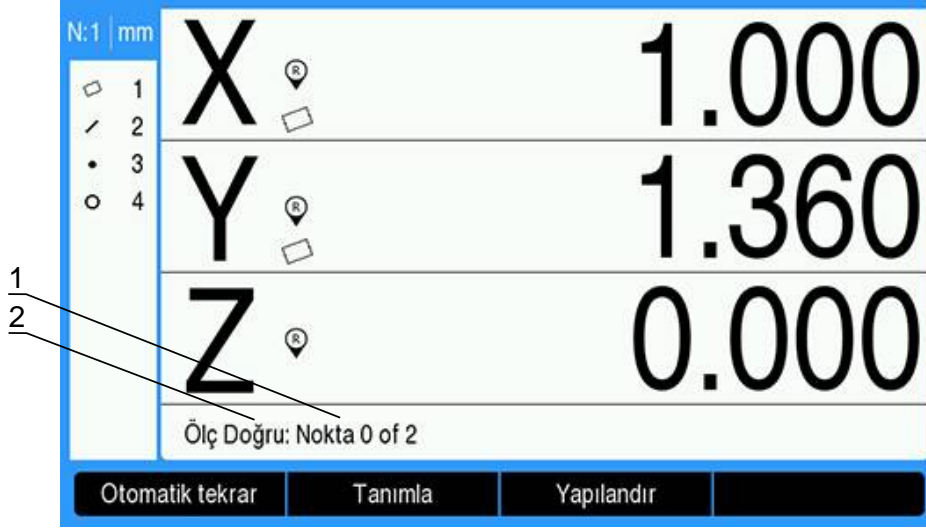 N:1 mm
1
2
3
4
X R 1.000
Y R 1.360
Z R 0.000
1
2
Ölç Doğru: Nokta 0 of 2
Otomatik tekrar Tanımla Yapılandır